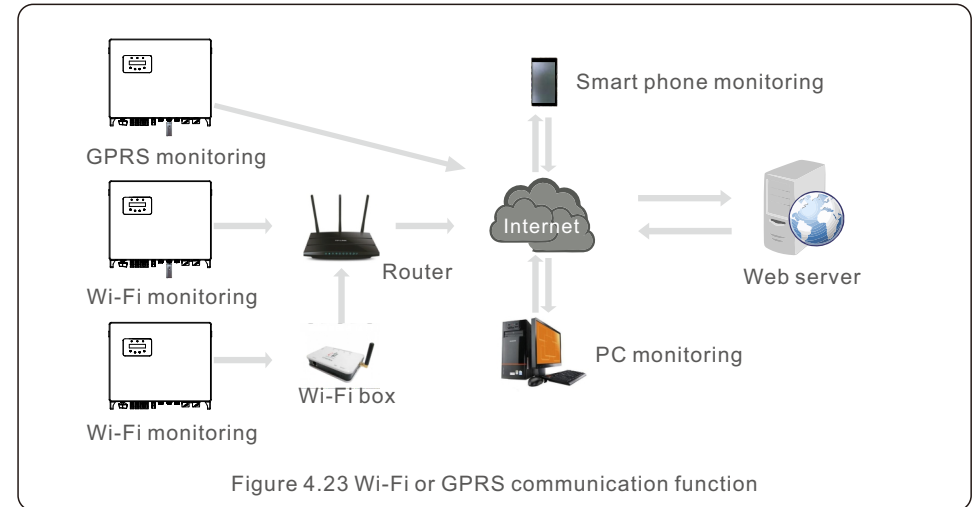 Smart phone monitoring
GPRS monitoring
Internet
Router
Web server
Wi-Fi monitoring
PC monitoring
Wi-Fi box
Wi-Fi monitoring
Figure 4.23 Wi-Fi or GPRS communication function